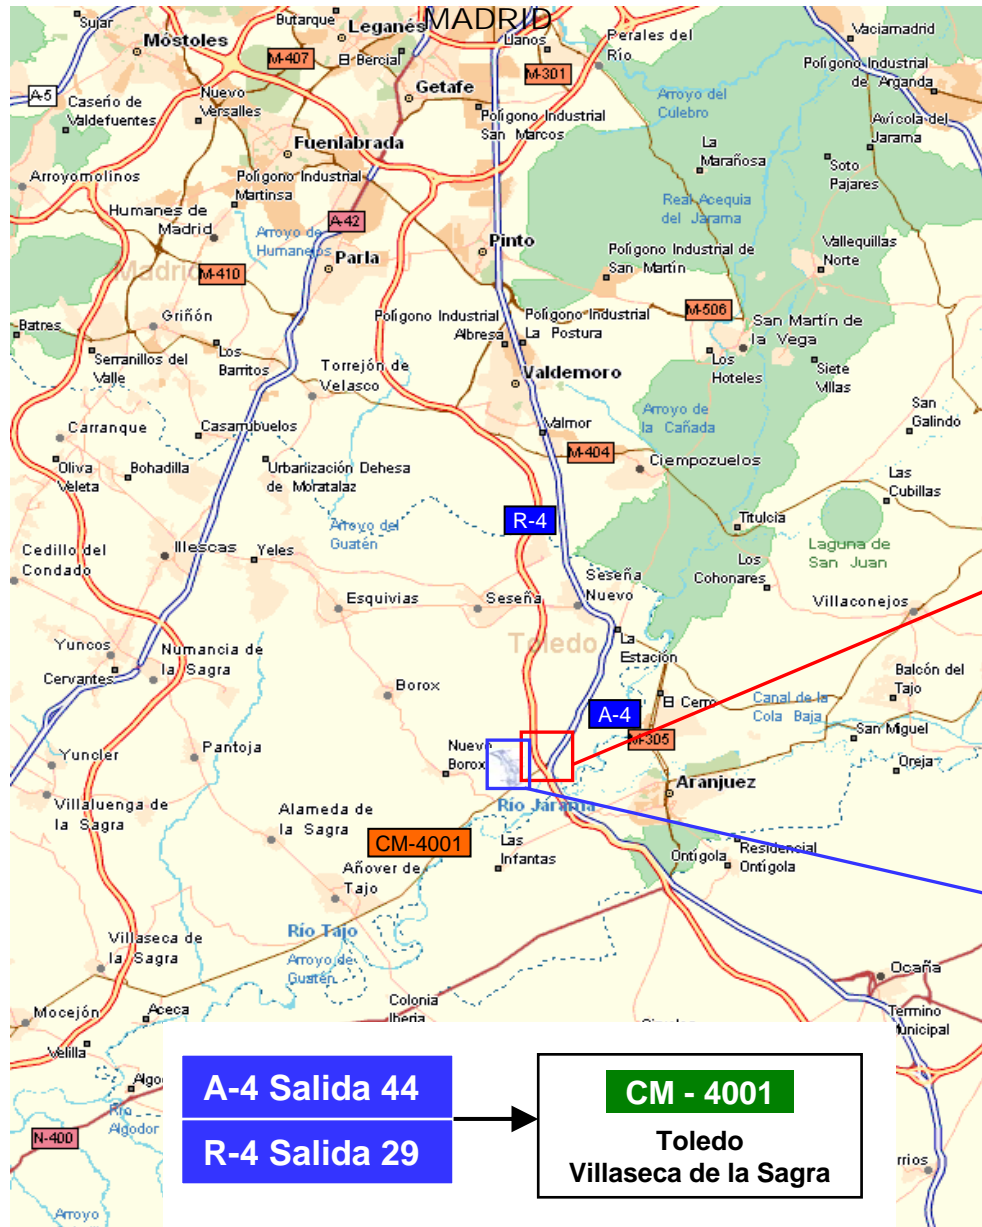 MADRID
Sujar
Butarque
Leganés
Llanos
Perales del
Río
Vaciamadrid
Móstoles
M-407
Bercial
M-301
Polígono Industrial
de Arganda
A-5
Caserío de
Valdefuentes
Nuevo
Versalles
Getafe
Polígono Industrial
San Marcos
Arroyo del
Culebro
Avícola del
Jarama
Fuenlabrada
La
Marañosa
Soto
Pajares
Arroyomolinos
Polígono Industrial
Martinsa
Real Acequia
del Jarama
Humanes de
Madrid
A-42
Arroyo de
Humanejos
Parla
Pinto
Polígono Industrial de
San Martín
Vallequillas
Norte
Madrid
M-410
Batres
Griñón
Polígono Industrial
Albresa
Polígono Industrial
La Postura
M-506
San Martín de
la Vega
Serranillos del
Valle
Los
Barritos
Torrejón de
Velasco
Valdemoro
Los
Hoteles
Siete
Villas
Carranque
Casarrubuelos
Valmor
Arroyo de
la Cañada
San
Galindo
Oliva
Veleta
Bohadilla
Urbanización Dehesa
de Moratalaz
M-404
Ciempozuelos
Las
Cubillas
R-4
Arroyo del
Guatén
Titulcia
Laguna de
San Juan
Cedillo del
Condado
Illescas
Yeles
Los
Cohonares
Esquivias
Seseña
Seseña
Nuevo
Villaconejos
Toledo
La
Estación
Yuncos
Cervantes
Numancia de
la Sagra
Borox
Cerro
Canal de la
Cola Baja
Balcón del
Tajo
A-4
M-305
San Miguel
Yuncler
Pantoja
Nuevo
Borox
Oreja
Aranjuez
Villaluenga de
la Sagra
Alameda de
la Sagra
Río Jarama
CM-4001
Las
Infantas
Ontígola
Residencial
Ontígola
Añover de
Tajo
Río Tajo
Villaseca de
la Sagra
Arroyo de
Guatén
Ocaña
Mocejón
Aceca
Colonia
Iberia
Termino
Municipal
Velilla
Algo
Río
Algodor
N-400
Arroyo
rrios
A-4 Salida 44
R-4 Salida 29
CM - 4001
Toledo
Villaseca de la Sagra